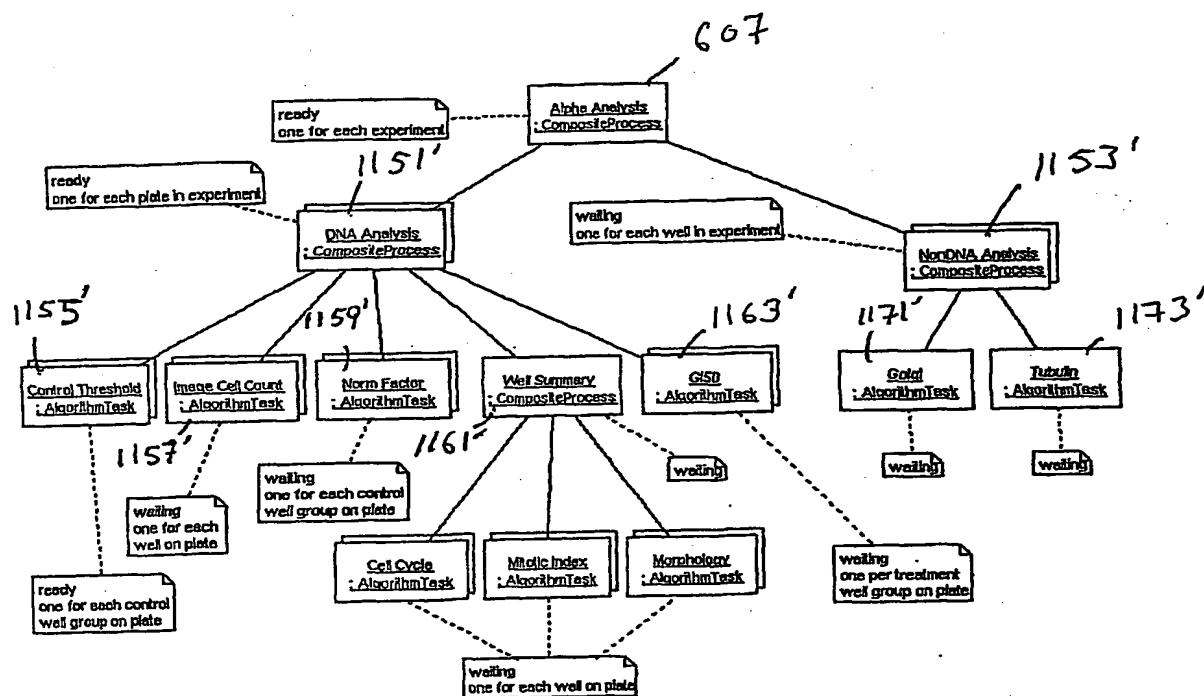 607
Alpha Analysis
: CompositeProcess
ready
one for each experiment
1151'
1153'
ready
one for each plate in experiment
DNA Analysis
: CompositeProcess
waiting
one for each well in experiment
NonDNA Analysis
: CompositeProcess
1155'
1159'
1163'
1171'
1173'
Control Threshold
: AlgorithmTask
Image Cell Count
: AlgorithmTask
Norm Factor
: AlgorithmTask
Well Summary
: CompositeProcess
GI50
: AlgorithmTask
Golgi
: AlgorithmTask
Tubulin
: AlgorithmTask
1157'
1161'
waiting
one for each
well on plate
waiting
one for each control
well group on plate
waiting
waiting
waiting
Cell Cycle
: AlgorithmTask
Mitotic Index
: AlgorithmTask
Morphology
: AlgorithmTask
waiting
one per treatment
well group on plate
ready
one for each control
well group on plate
waiting
one for each well on plate